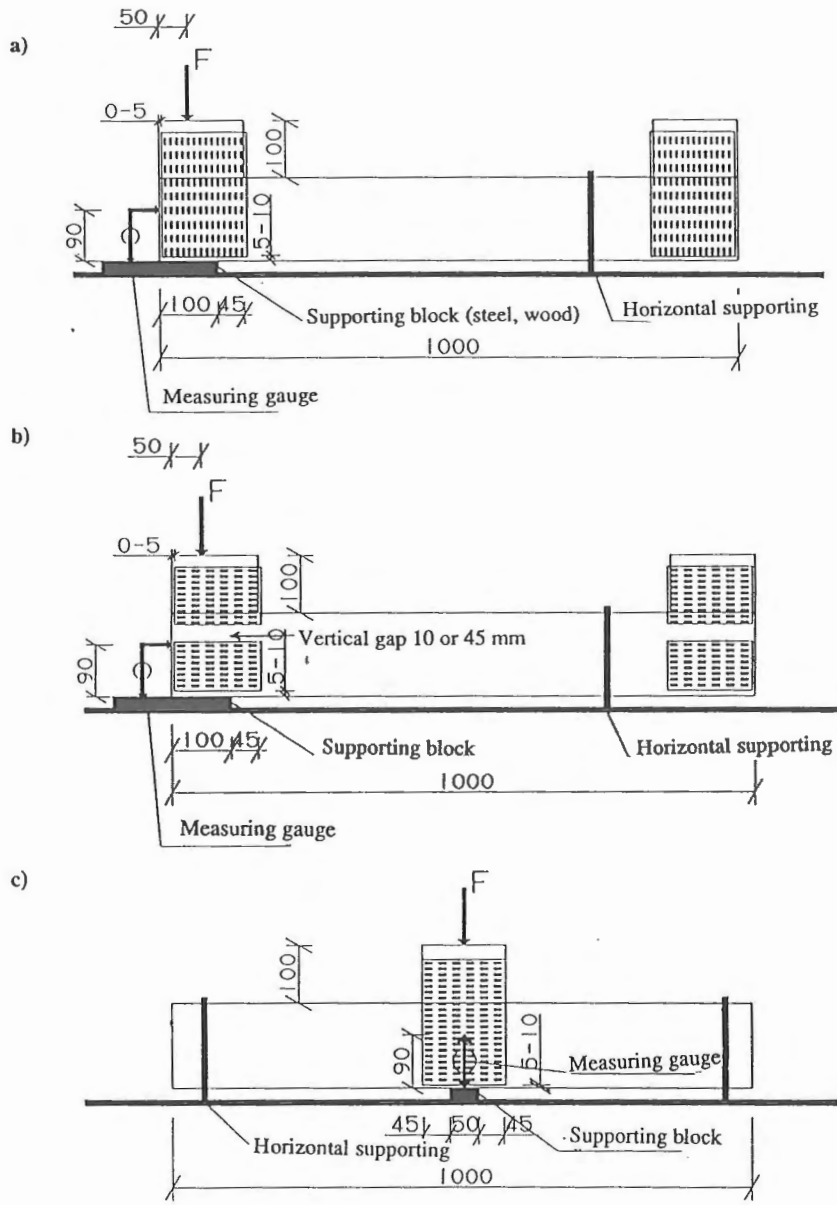 a)
50
F
0-5
100
90
5-10
100 45
Supporting block (steel, wood)
Horizontal supporting
1000
Measuring gauge
b)
50
F
0-5
100
Vertical gap 10 or 45 mm
90
5-10
100 45
Supporting block
Horizontal supporting
1000
Measuring gauge
c)
F
100
90
Measuring gauge
5-10
45 50 45
Supporting block
Horizontal supporting
1000